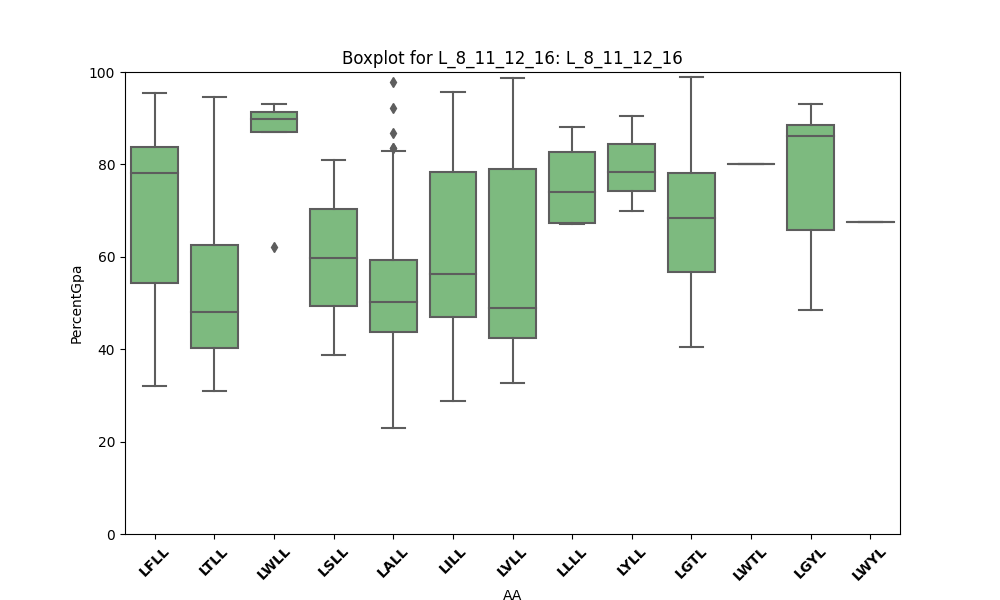 Boxplot for L_8_11_12_16: L_8_11_12_16
100
80
60
40
20
0
PercentGpa
LFLL LTLL LWLL LSLL LALL LILL LVLL LLLL LYLL LGTL LWTL LGYL LWYL
AA